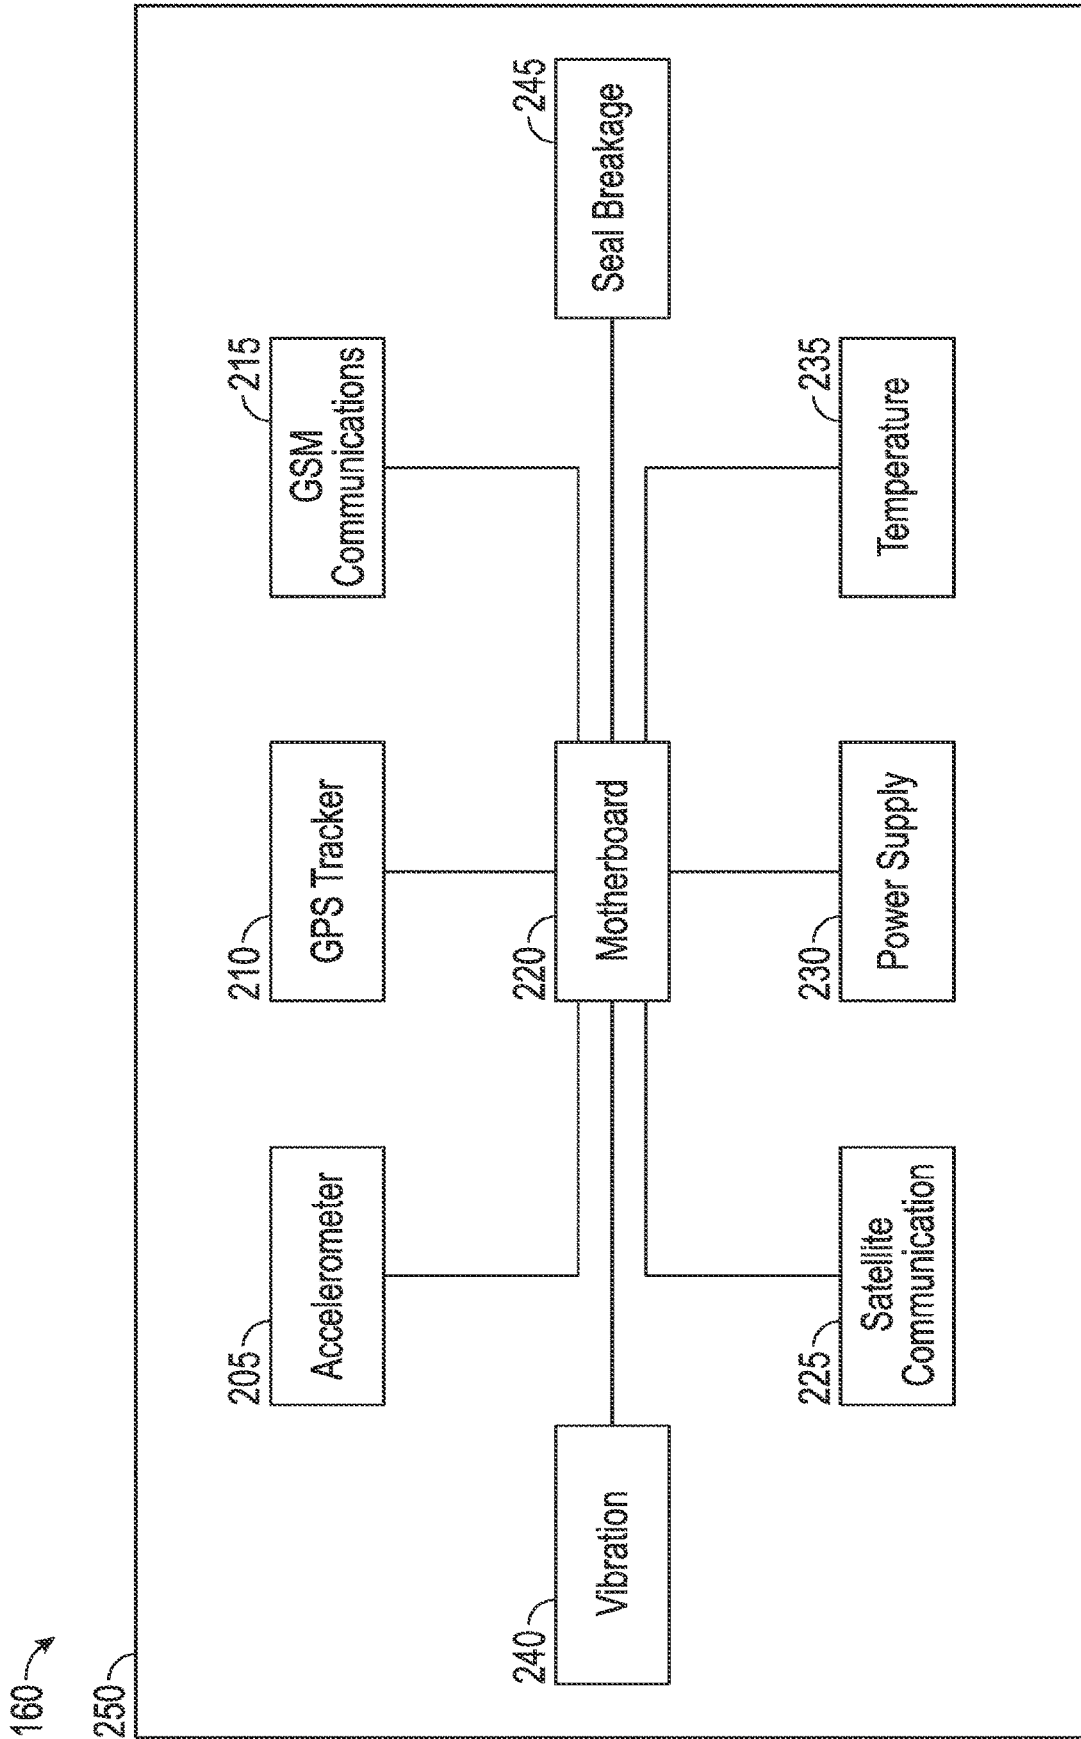 160
250
205
Accelerometer
210
GPS Tracker
215
GSM
Communications
240
Vibration
220
Motherboard
245
Seal Breakage
225
Satellite
Communication
230
Power Supply
235
Temperature